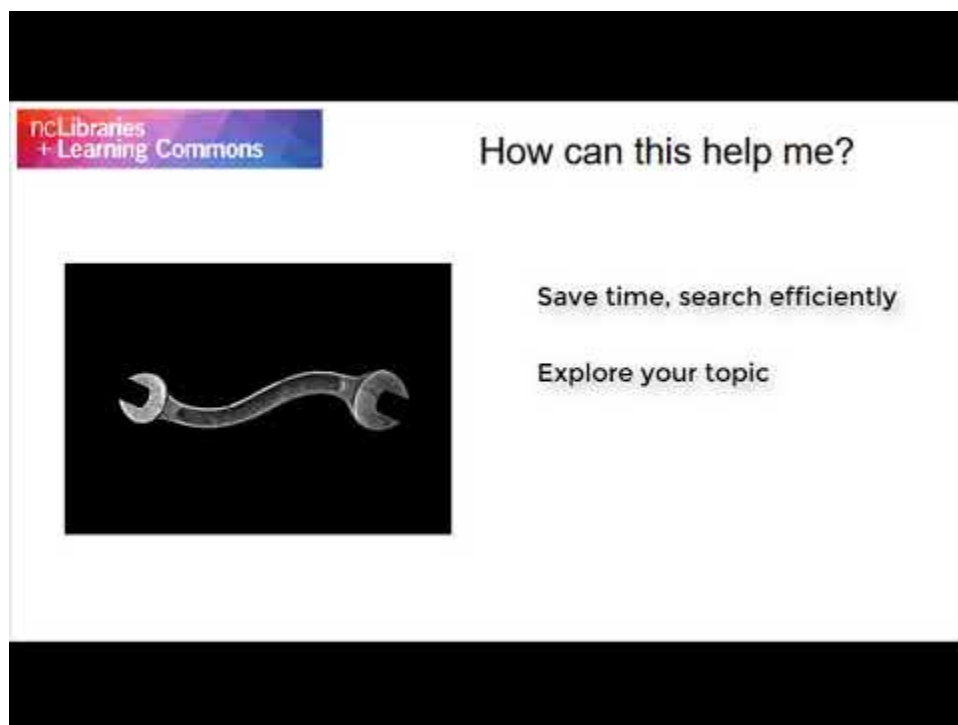 ncLibraries
+ Learning Commons
How can this help me?
Save time, search efficiently
Explore your topic